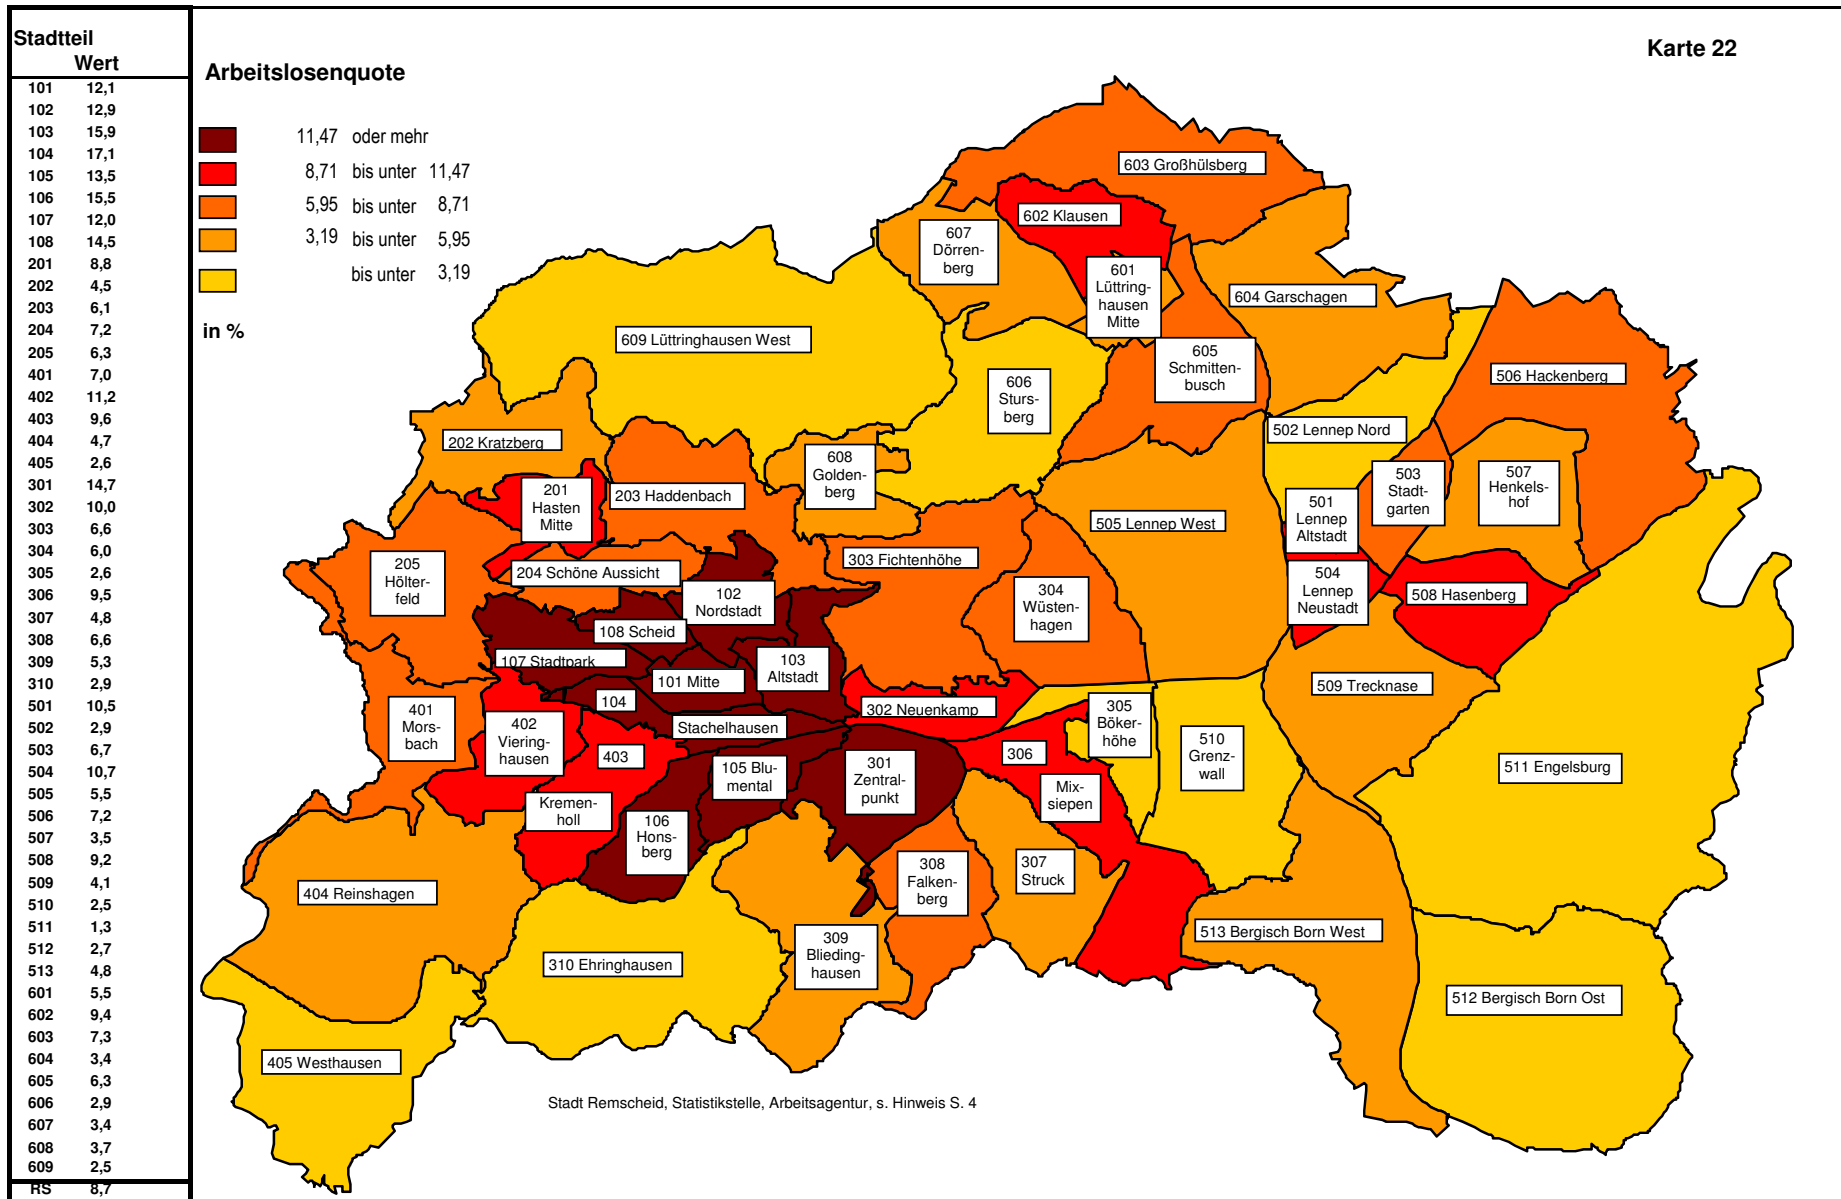 Stadtteil
Wert
101 12,1
102 12,9
103 15,9
104 17,1
105 13,5
106 15,5
107 12,0
108 14,5
201 8,8
202 4,5
203 6,1
204 7,2
205 6,3
401 7,0
402 11,2
403 9,6
404 4,7
405 2,6
301 14,7
302 10,0
303 6,6
304 6,0
305 2,6
306 9,5
307 4,8
308 6,6
309 5,3
310 2,9
501 10,5
502 2,9
503 6,7
504 10,7
505 5,5
506 7,2
507 3,5
508 9,2
509 4,1
510 2,5
511 1,3
512 2,7
513 4,8
601 5,5
602 9,4
603 7,3
604 3,4
605 6,3
606 2,9
607 3,4
608 3,7
609 2,5
RS 8,7
Karte 22
Arbeitslosenquote
11,47 oder mehr
8,71 bis unter 11,47
5,95 bis unter 8,71
3,19 bis unter 5,95
bis unter 3,19
in %
603 Großhülsberg
602 Klausen
607
Dörren-
berg
601
Lüttring-
hausen
Mitte
604 Garschagen
609 Lüttringhausen West
605
Schmitten-
busch
606
Sturs-
berg
506 Hackenberg
502 Lennep Nord
202 Kratzberg
608
Golden-
berg
503
Stadt-
garten
507
Henkels-
hof
201
Hasten
Mitte
203 Haddenbach
501
Lennep
Altstadt
505 Lennep West
303 Fichtenhöhe
205
Hölter-
feld
204 Schöne Aussicht
504
Lennep
Neustadt
508 Hasenberg
102
Nordstadt
304
Wüsten-
hagen
108 Scheid
107 Stadtpark
103
Altstadt
101 Mitte
509 Trecknase
104
Stachelhausen
302 Neuenkamp
305
Böker-
höhe
401
Mors-
bach
402
Viering-
hausen
403
Kremen-
holl
105 Blu-
mental
301
Zentral-
punkt
306
Mix-
siepen
510
Grenz-
wall
511 Engelsburg
106
Hons-
berg
308
Falken-
berg
307
Struck
404 Reinshagen
513 Bergisch Born West
309
Blieding-
hausen
310 Ehringhausen
512 Bergisch Born Ost
405 Westhausen
Stadt Remscheid, Statistikstelle, Arbeitsagentur, s. Hinweis S. 4